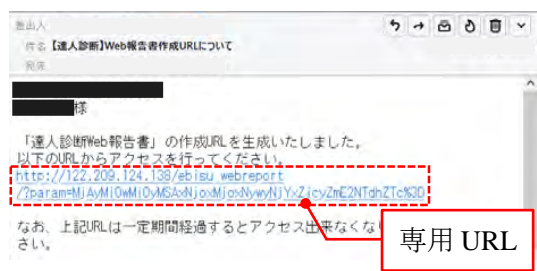 差出人
件名 【達人診断】Web報告書作成URLについて
宛先
様
「達人診断Web報告書」の作成URLを生成いたしました。
以下のURLからアクセスを行ってください。
http://122.209.124.138/ebisu_webreport
なお、上記URLは一定期間経過するとアクセス出来なくな
さい。
専用 URL